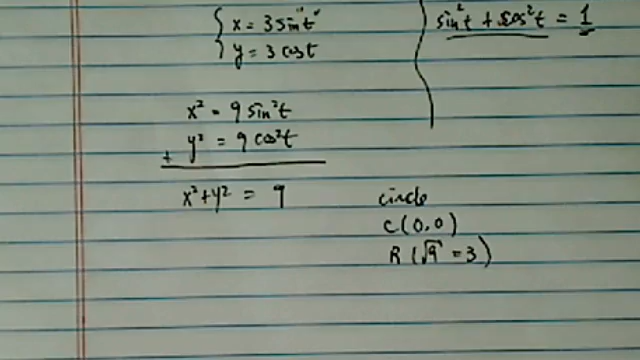 x = 3 sin t
y = 3 cos t
sin²t + cos²t = 1
x² = 9 sin²t
+ y² = 9 cos²t
x² + y² = 9
circle
C (0,0)
R (√9 = 3)